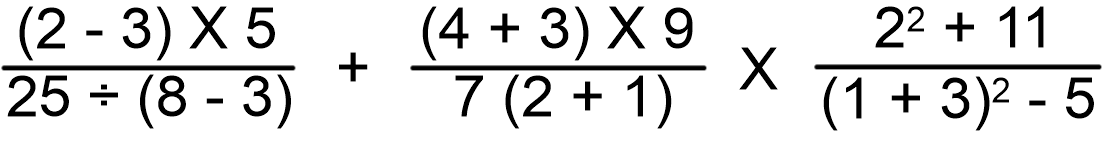 (2 - 3) X 5
25 ÷ (8 - 3)
+
(4 + 3) X 9
7 (2 + 1)
X
2² + 11
(1 + 3)² - 5